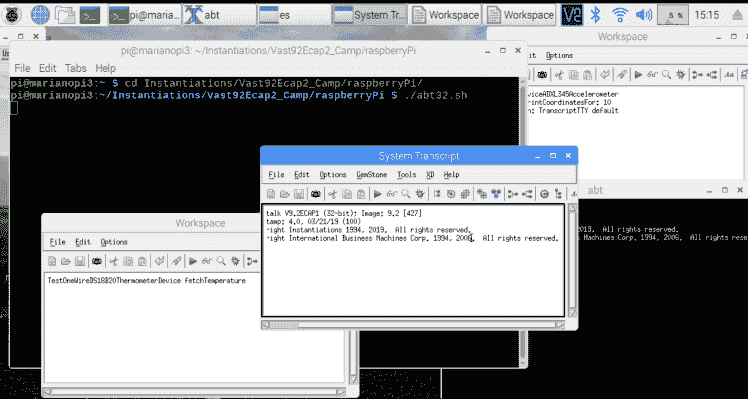 pi@maria...
abt
es
System Tr...
Workspace
Workspace
V2
5 %
15:15
pi@marianopi3: ~/Instantiations/Vast92Ecap2_Camp/raspberryPi
File Edit Tabs Help
pi@marianopi3:~ $ cd Instantiations/Vast92Ecap2_Camp/raspberryPi/
pi@marianopi3:~/Instantiations/Vast92Ecap2_Camp/raspberryPi $ ./abt32.sh
Workspace
it Options
viceADXL345Accelerometer
rintCoordinatesFor: 10
n: TranscriptTTY default
System Transcript
File Edit Options GemStone Tools XD Help
talk V9.2ECAP1 (32-bit); Image: 9.2 [427]
tamp: 4.0, 03/21/19 (100)
-ight Instantiations 1994, 2019. All rights reserved.
-ight International Business Machines Corp. 1994, 2006. All rights reserved.
abt
2019. All rights reserved.
s Machines Corp. 1994, 2006. All rights reserved.
Workspace
File Edit Options
TestOneWireDS18B20ThermometerDevice fetchTemperature